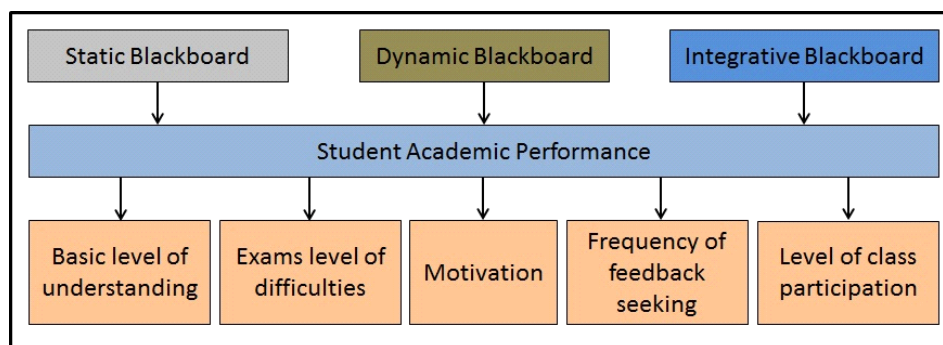 Static Blackboard
Dynamic Blackboard
Integrative Blackboard
Student Academic Performance
Basic level of
understanding
Exams level of
difficulties
Motivation
Frequency of
feedback
seeking
Level of class
participation